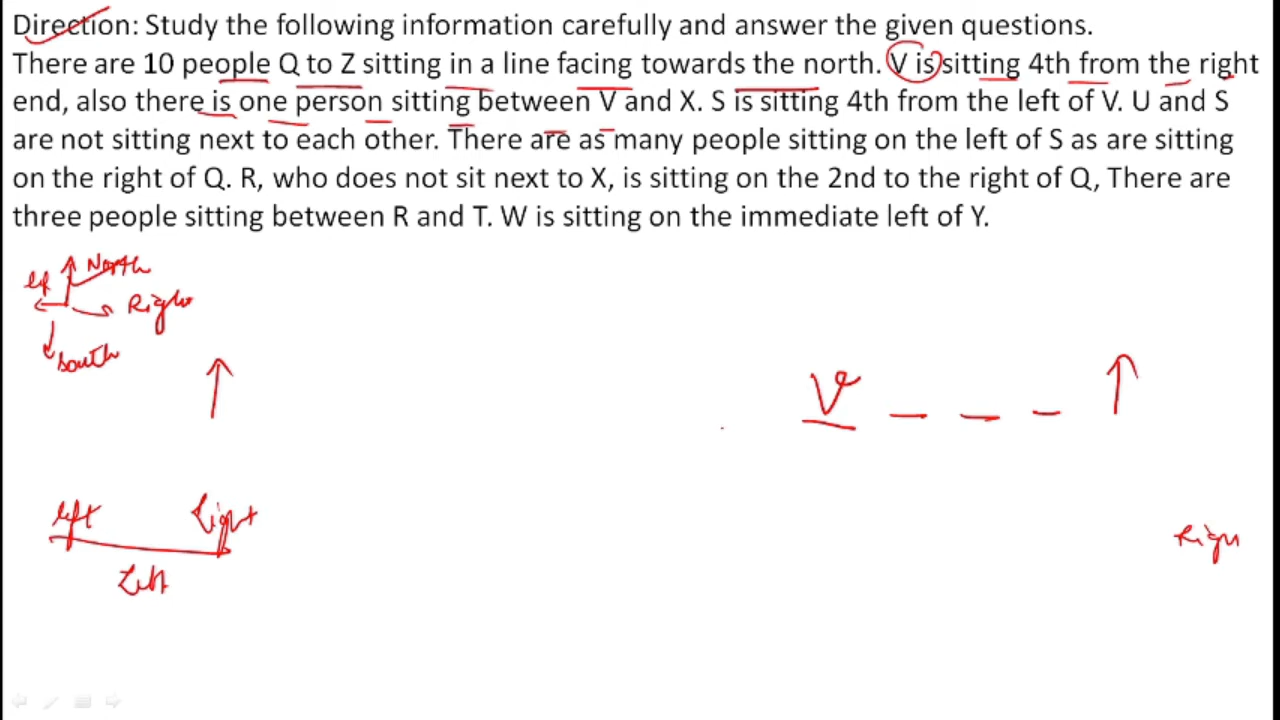 Direction: Study the following information carefully and answer the given questions.
There are 10 people Q to Z sitting in a line facing towards the north. V is sitting 4th from the right
end, also there is one person sitting between V and X. S is sitting 4th from the left of V. U and S
are not sitting next to each other. There are as many people sitting on the left of S as are sitting
on the right of Q. R, who does not sit next to X, is sitting on the 2nd to the right of Q, There are
three people sitting between R and T. W is sitting on the immediate left of Y.
North
Right
South
V
left
Right
Left